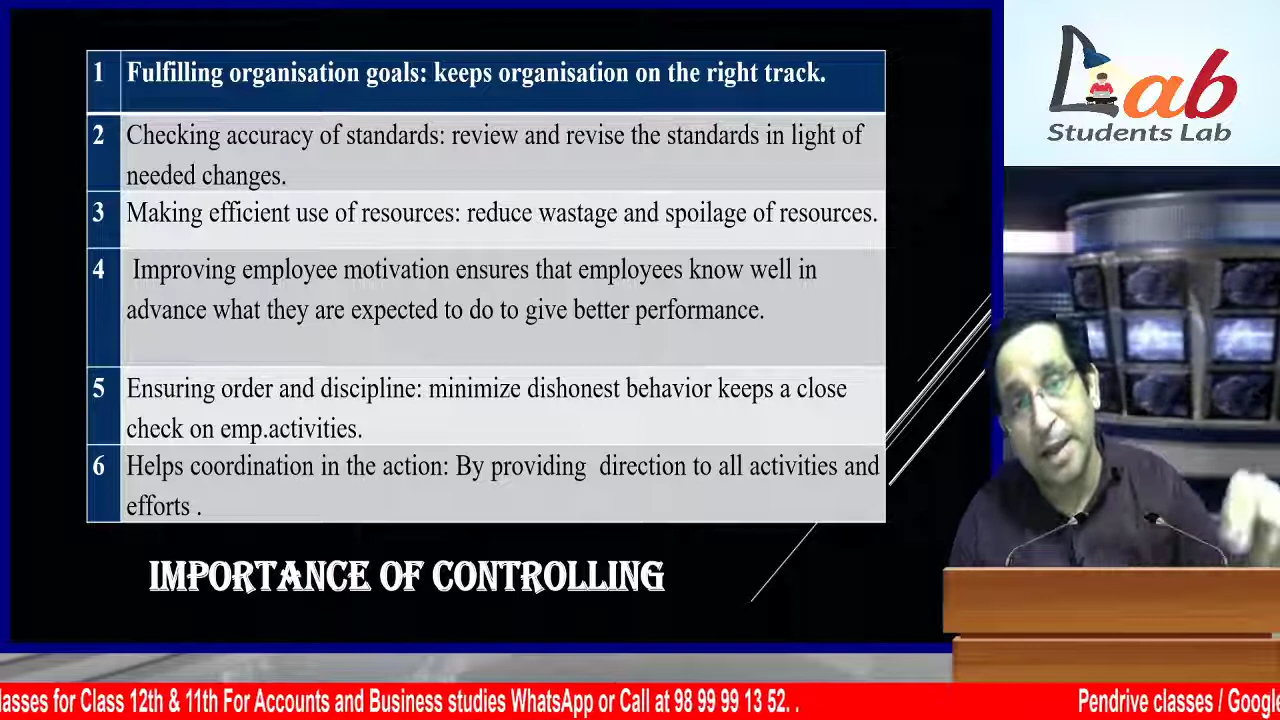 1 Fulfilling organisation goals: keeps organisation on the right track.
2 Checking accuracy of standards: review and revise the standards in light of
needed changes.
3 Making efficient use of resources: reduce wastage and spoilage of resources.
4 Improving employee motivation ensures that employees know well in
advance what they are expected to do to give better performance.
5 Ensuring order and discipline: minimize dishonest behavior keeps a close
check on emp.activities.
6 Helps coordination in the action: By providing direction to all activities and
efforts .
IMPORTANCE OF CONTROLLING
Lab
Students Lab
lasses for Class 12th & 11th For Accounts and Business studies WhatsApp or Call at 98 99 99 13 52. . Pendrive classes / Google